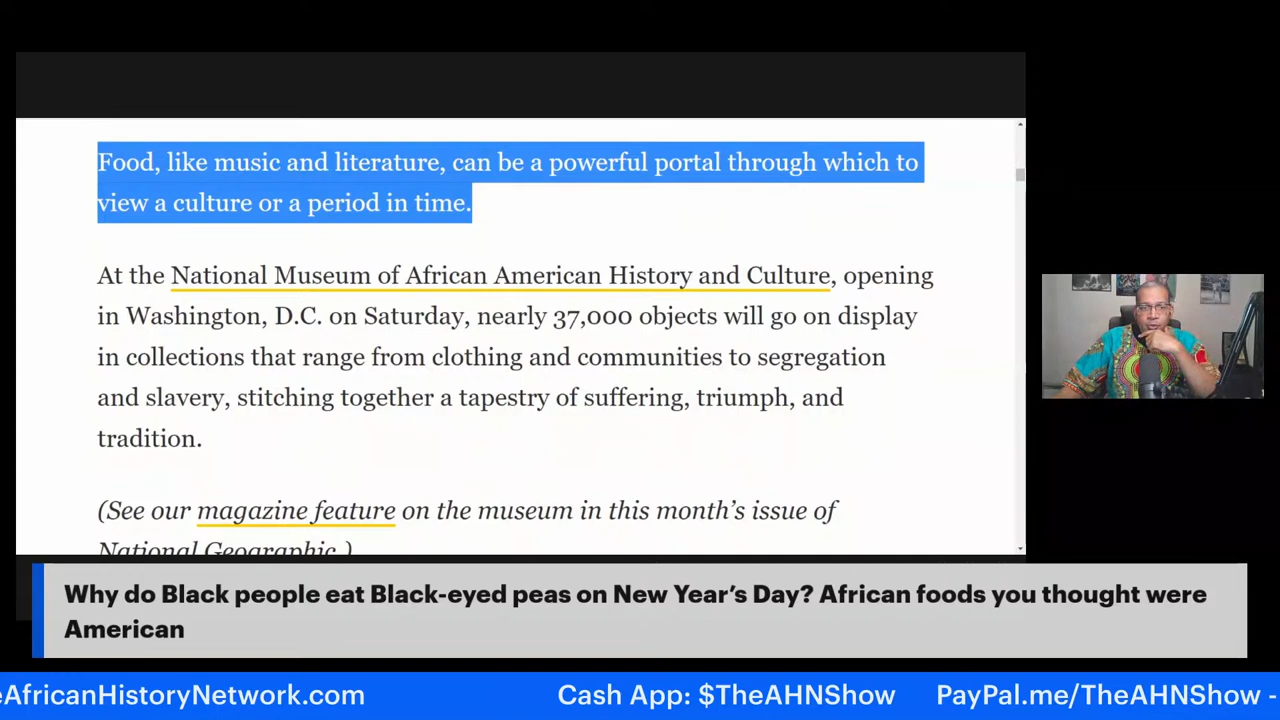 Food, like music and literature, can be a powerful portal through which to
view a culture or a period in time.
At the National Museum of African American History and Culture, opening
in Washington, D.C. on Saturday, nearly 37,000 objects will go on display
in collections that range from clothing and communities to segregation
and slavery, stitching together a tapestry of suffering, triumph, and
tradition.
(See our magazine feature on the museum in this month’s issue of
National Geographic.)
Why do Black people eat Black-eyed peas on New Year’s Day? African foods you thought were
American
eAfricanHistoryNetwork.com Cash App: $TheAHNShow PayPal.me/TheAHNShow -